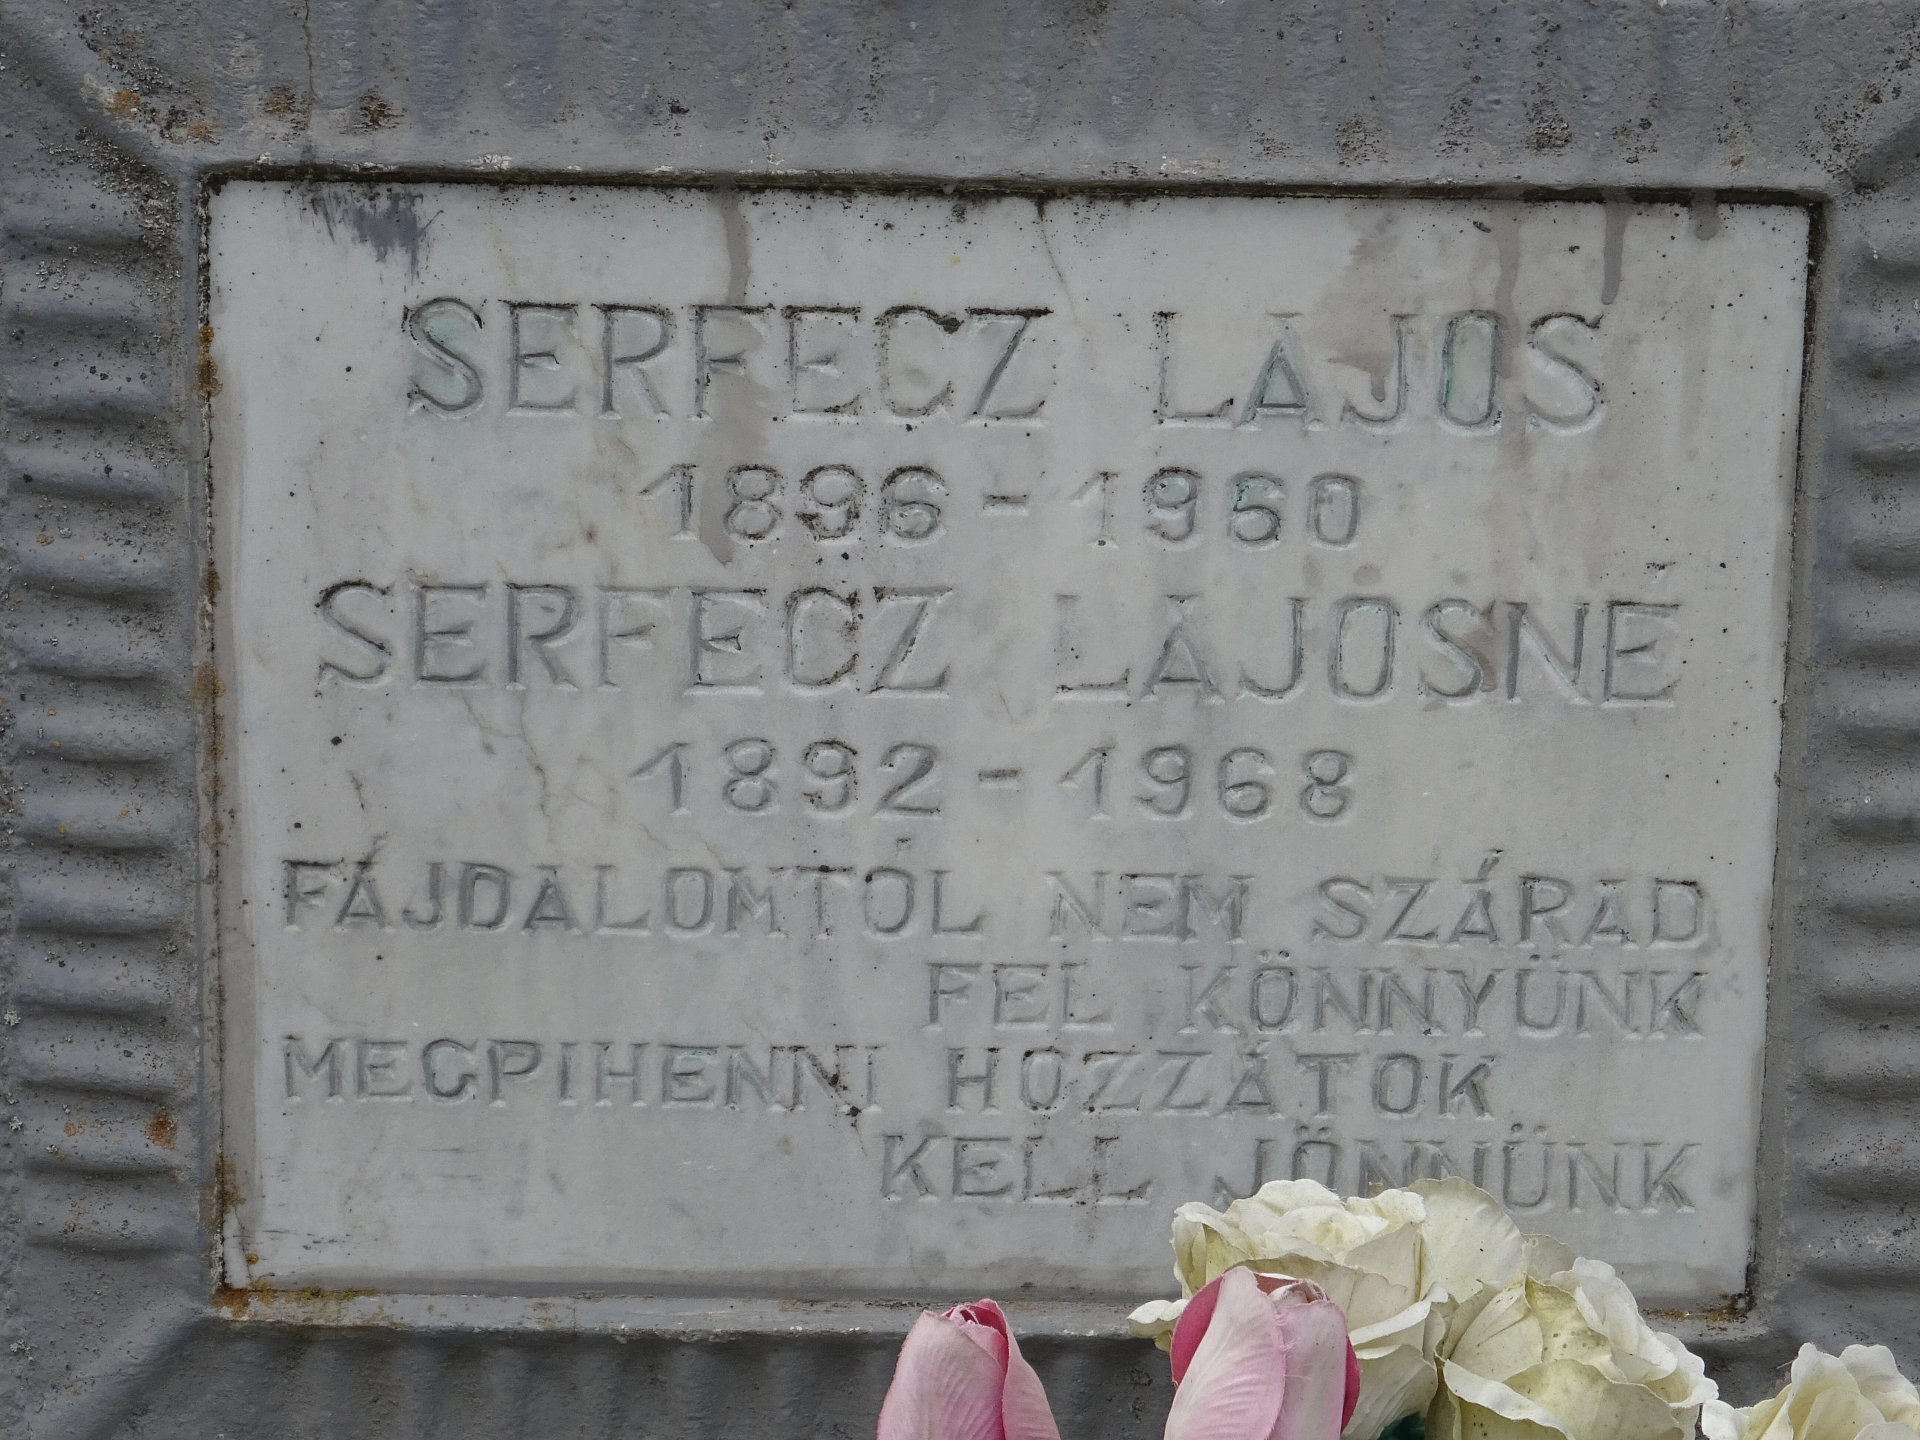 SERFECZ LAJOS
1896 - 1960
SERFECZ LAJOSNÉ
1892 - 1968
FÁJDALOMTÓL NEM SZÁRAD
FEL KÖNNYÜNK
MEGPIHENNI HOZZÁTOK
KELL JÖNNÜNK